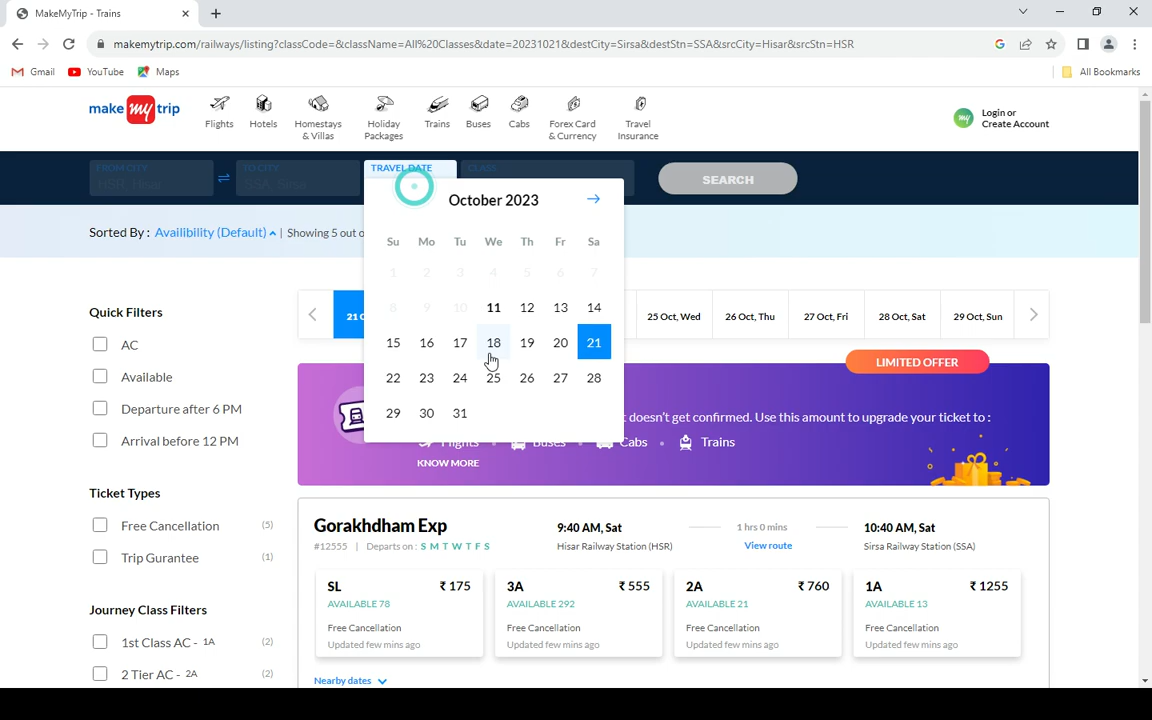 MakeMyTrip - Trains
makemytrip.com/railways/listing?classCode=&className=All%20Classes&date=20231021&destCity=Sirsa&destStn=SSA&srcCity=Hisar&srcStn=HSR
Gmail YouTube Maps All Bookmarks
make my trip
Flights Hotels Homestays & Villas Holiday Packages Trains Buses Cabs Forex Card & Currency Travel Insurance
my Login or Create Account
FROM CITY TO CITY TRAVEL DATE CLASS
HSR, Hisar SSA, Sirsa SEARCH
Sorted By : Availibility (Default) | Showing 5 out o
October 2023
Su Mo Tu We Th Fr Sa
1 2 3 4 5 6 7
8 9 10 11 12 13 14
15 16 17 18 19 20 21
22 23 24 25 26 27 28
29 30 31
21 O 25 Oct, Wed 26 Oct, Thu 27 Oct, Fri 28 Oct, Sat 29 Oct, Sun
Quick Filters
AC
Available
Departure after 6 PM
Arrival before 12 PM
LIMITED OFFER
t doesn't get confirmed. Use this amount to upgrade your ticket to :
Flights Buses Cabs Trains
KNOW MORE
Ticket Types
Free Cancellation (5)
Trip Gurantee (1)
Journey Class Filters
1st Class AC - 1A (2)
2 Tier AC - 2A (2)
Gorakhdham Exp 9:40 AM, Sat 1 hrs 0 mins 10:40 AM, Sat
#12555 | Departs on : S M T W T F S Hisar Railway Station (HSR) View route Sirsa Railway Station (SSA)
SL ₹ 175 3A ₹ 555 2A ₹ 760 1A ₹ 1255
AVAILABLE 78 AVAILABLE 292 AVAILABLE 21 AVAILABLE 13
Free Cancellation Free Cancellation Free Cancellation Free Cancellation
Updated few mins ago Updated few mins ago Updated few mins ago Updated few mins ago
Nearby dates